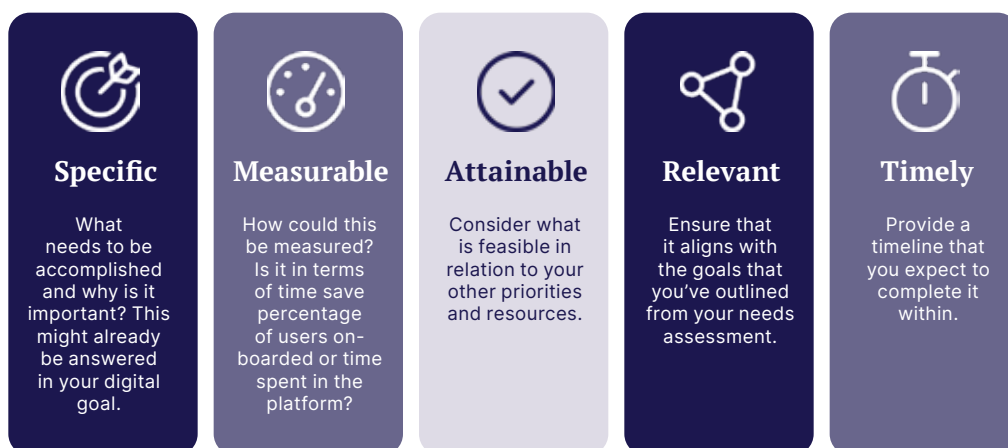 Specific
What
needs to be
accomplished
and why is it
important? This
might already
be answered
in your digital
goal.
Measurable
How could this
be measured?
Is it in terms
of time save
percentage
of users on-
boarded or time
spent in the
platform?
Attainable
Consider what
is feasible in
relation to your
other priorities
and resources.
Relevant
Ensure that
it aligns with
the goals that
you’ve outlined
from your needs
assessment.
Timely
Provide a
timeline that
you expect to
complete it
within.